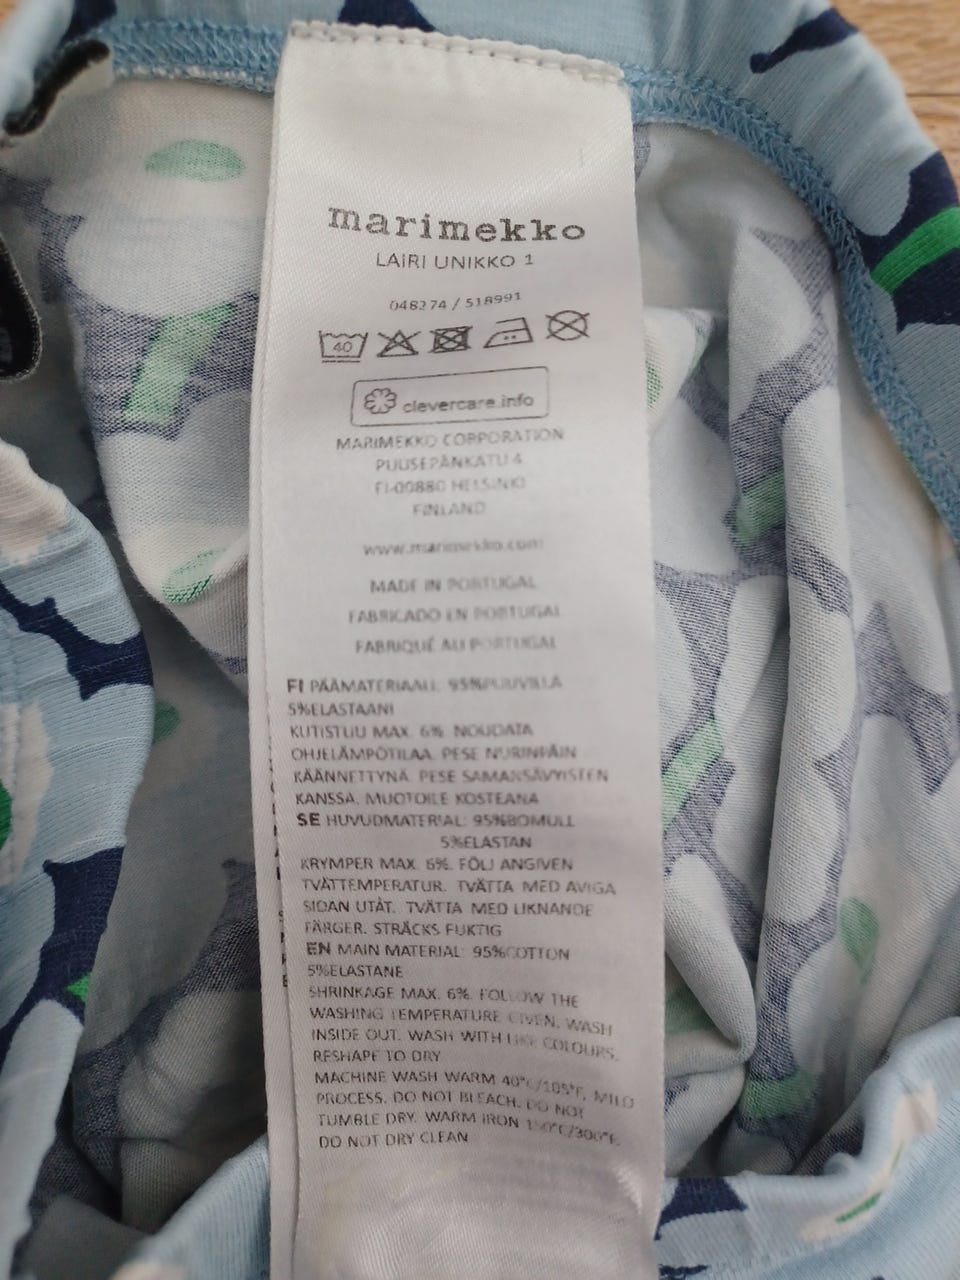 marimekko
LAIRI UNIKKO 1
048274 / 518991
40
clevercare.info
MARIMEKKO CORPORATION
PUUSEPÄNKATU 4
FI-00880 HELSINKI
FINLAND
www.marimekko.com
MADE IN PORTUGAL
FABRICADO EN PORTUGAL
FABRIQUÉ AU PORTUGAL
FI PÄÄMATERIAALI: 95%PUUVILLA
5%ELASTAANI
KUTISTUU MAX. 6%. NOUDATA
OHJELÄMPÖTILAA. PESE NURINPÄIN
KÄÄNNETTYNÄ. PESE SAMANSÄVYISTEN
KANSSA. MUOTOILE KOSTEANA
SE HUVUDMATERIAL: 95%BOMULL
5%ELASTAN
KRYMPER MAX. 6%. FÖLJ ANGIVEN
TVÄTTEMPERATUR. TVÄTTA MED AVIGA
SIDAN UTÅT. TVÄTTA MED LIKNANDE
FÄRGER. STRÄCKS FUKTIG
EN MAIN MATERIAL: 95%COTTON
5%ELASTANE
SHRINKAGE MAX. 6%. FOLLOW THE
WASHING TEMPERATURE GIVEN. WASH
INSIDE OUT. WASH WITH LIKE COLOURS.
RESHAPE TO DRY
MACHINE WASH WARM 40°C/105°F, MILD
PROCESS. DO NOT BLEACH. DO NOT
TUMBLE DRY. WARM IRON 150°C/300°F.
DO NOT DRY CLEAN